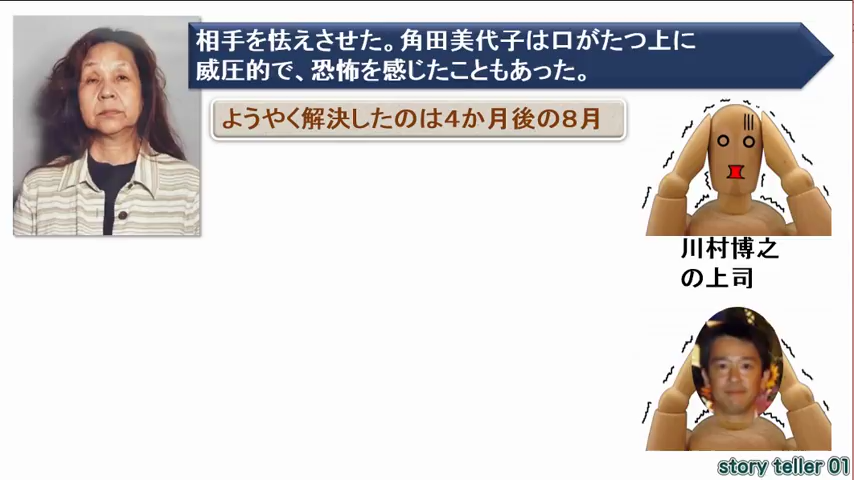 相手を怯えさせた。角田美代子は口がたつ上に
威圧的で、恐怖を感じたこともあった。
ようやく解決したのは4か月後の8月
川村博之
の上司
story teller 01